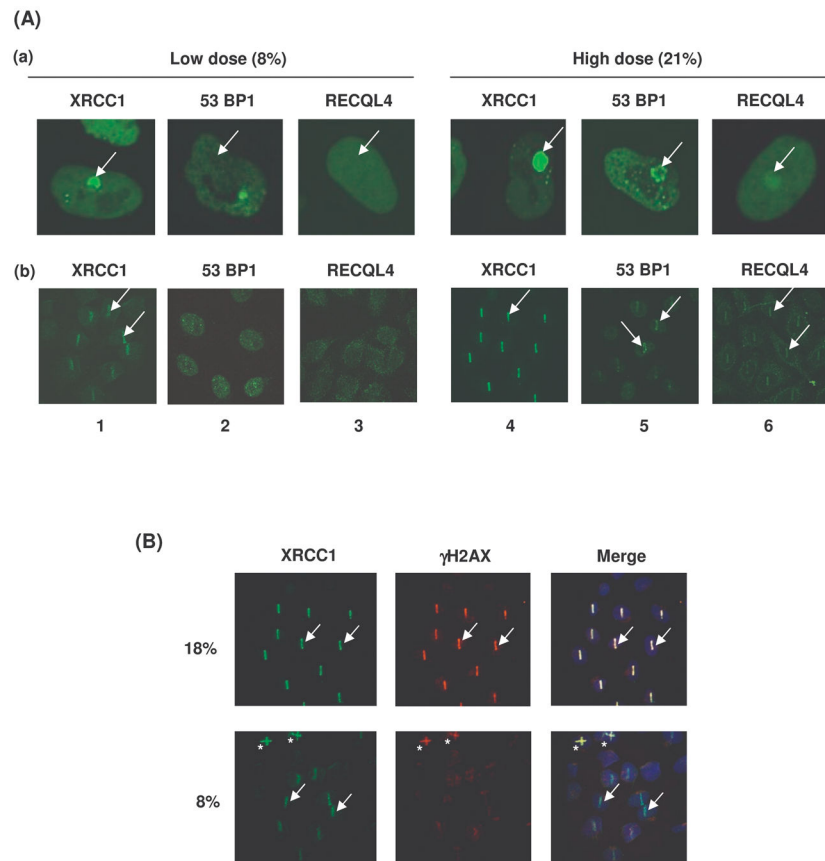 (A)
(a)
Low dose (8%)
High dose (21%)
XRCC1 53 BP1 RECQL4 XRCC1 53 BP1 RECQL4
(b)
XRCC1 53 BP1 RECQL4 XRCC1 53 BP1 RECQL4
1 2 3 4 5 6
(B)
XRCC1 γH2AX Merge
18%
* * * * * *
8%